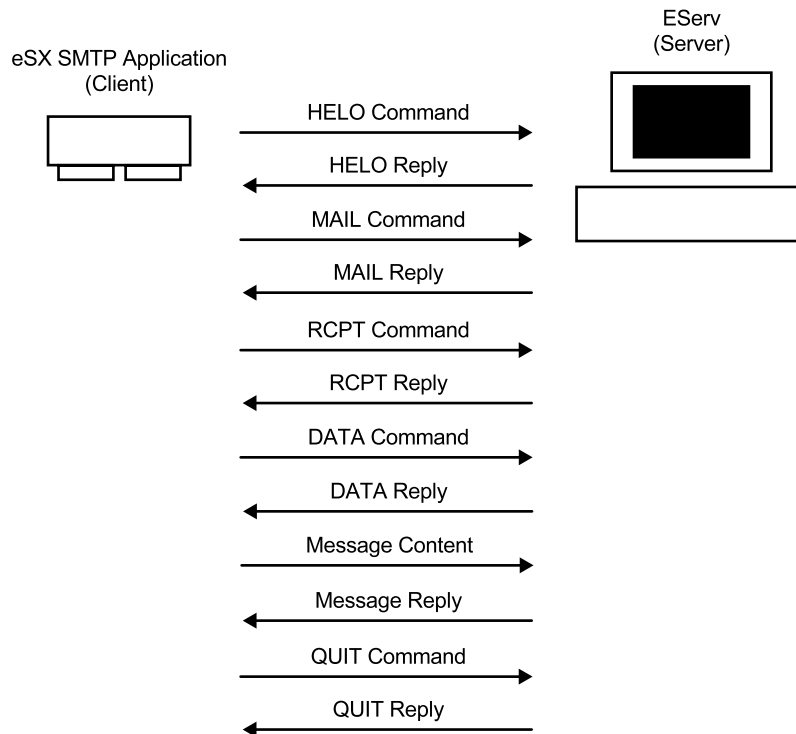 EServ
(Server)
eSX SMTP Application
(Client)
HELO Command
HELO Reply
MAIL Command
MAIL Reply
RCPT Command
RCPT Reply
DATA Command
DATA Reply
Message Content
Message Reply
QUIT Command
QUIT Reply